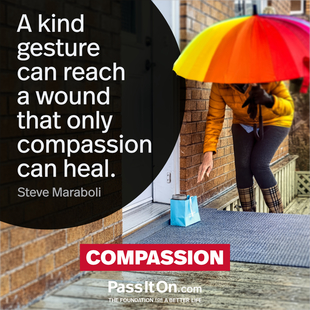 A kind
gesture
can reach
a wound
that only
compassion
can heal.
Steve Maraboli
COMPASSION
PassItOn.com
THE FOUNDATION FOR A BETTER LIFE